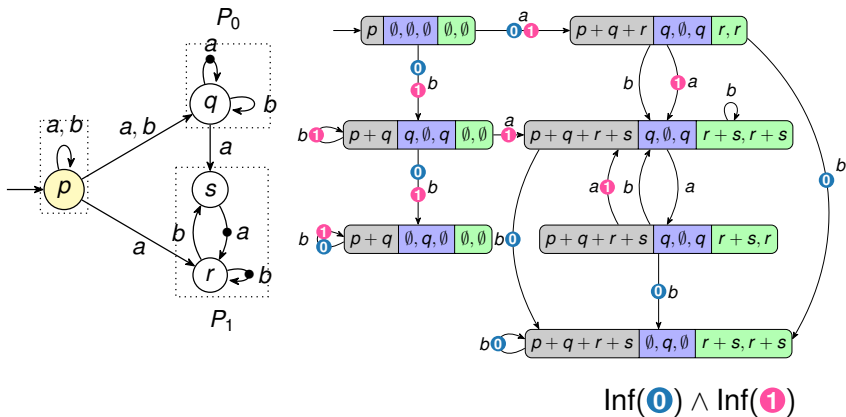 P₀
a
q
b
a, b
a, b
a
p
s
a
b
a
r
b
P₁
p ∅, ∅, ∅ ∅, ∅
a
0 1
p + q + r q, ∅, q r, r
0
1 b
b
1 a
b
b 1
p + q q, ∅, q ∅, ∅
a
1
p + q + r + s q, ∅, q r + s, r + s
0
1 b
a 1
b
a
0 b
b 1
0
p + q ∅, q, ∅ ∅, ∅
b 0
p + q + r + s q, ∅, q r + s, r
0 b
b 0
p + q + r + s ∅, q, ∅ r + s, r + s
Inf(0) ∧ Inf(1)